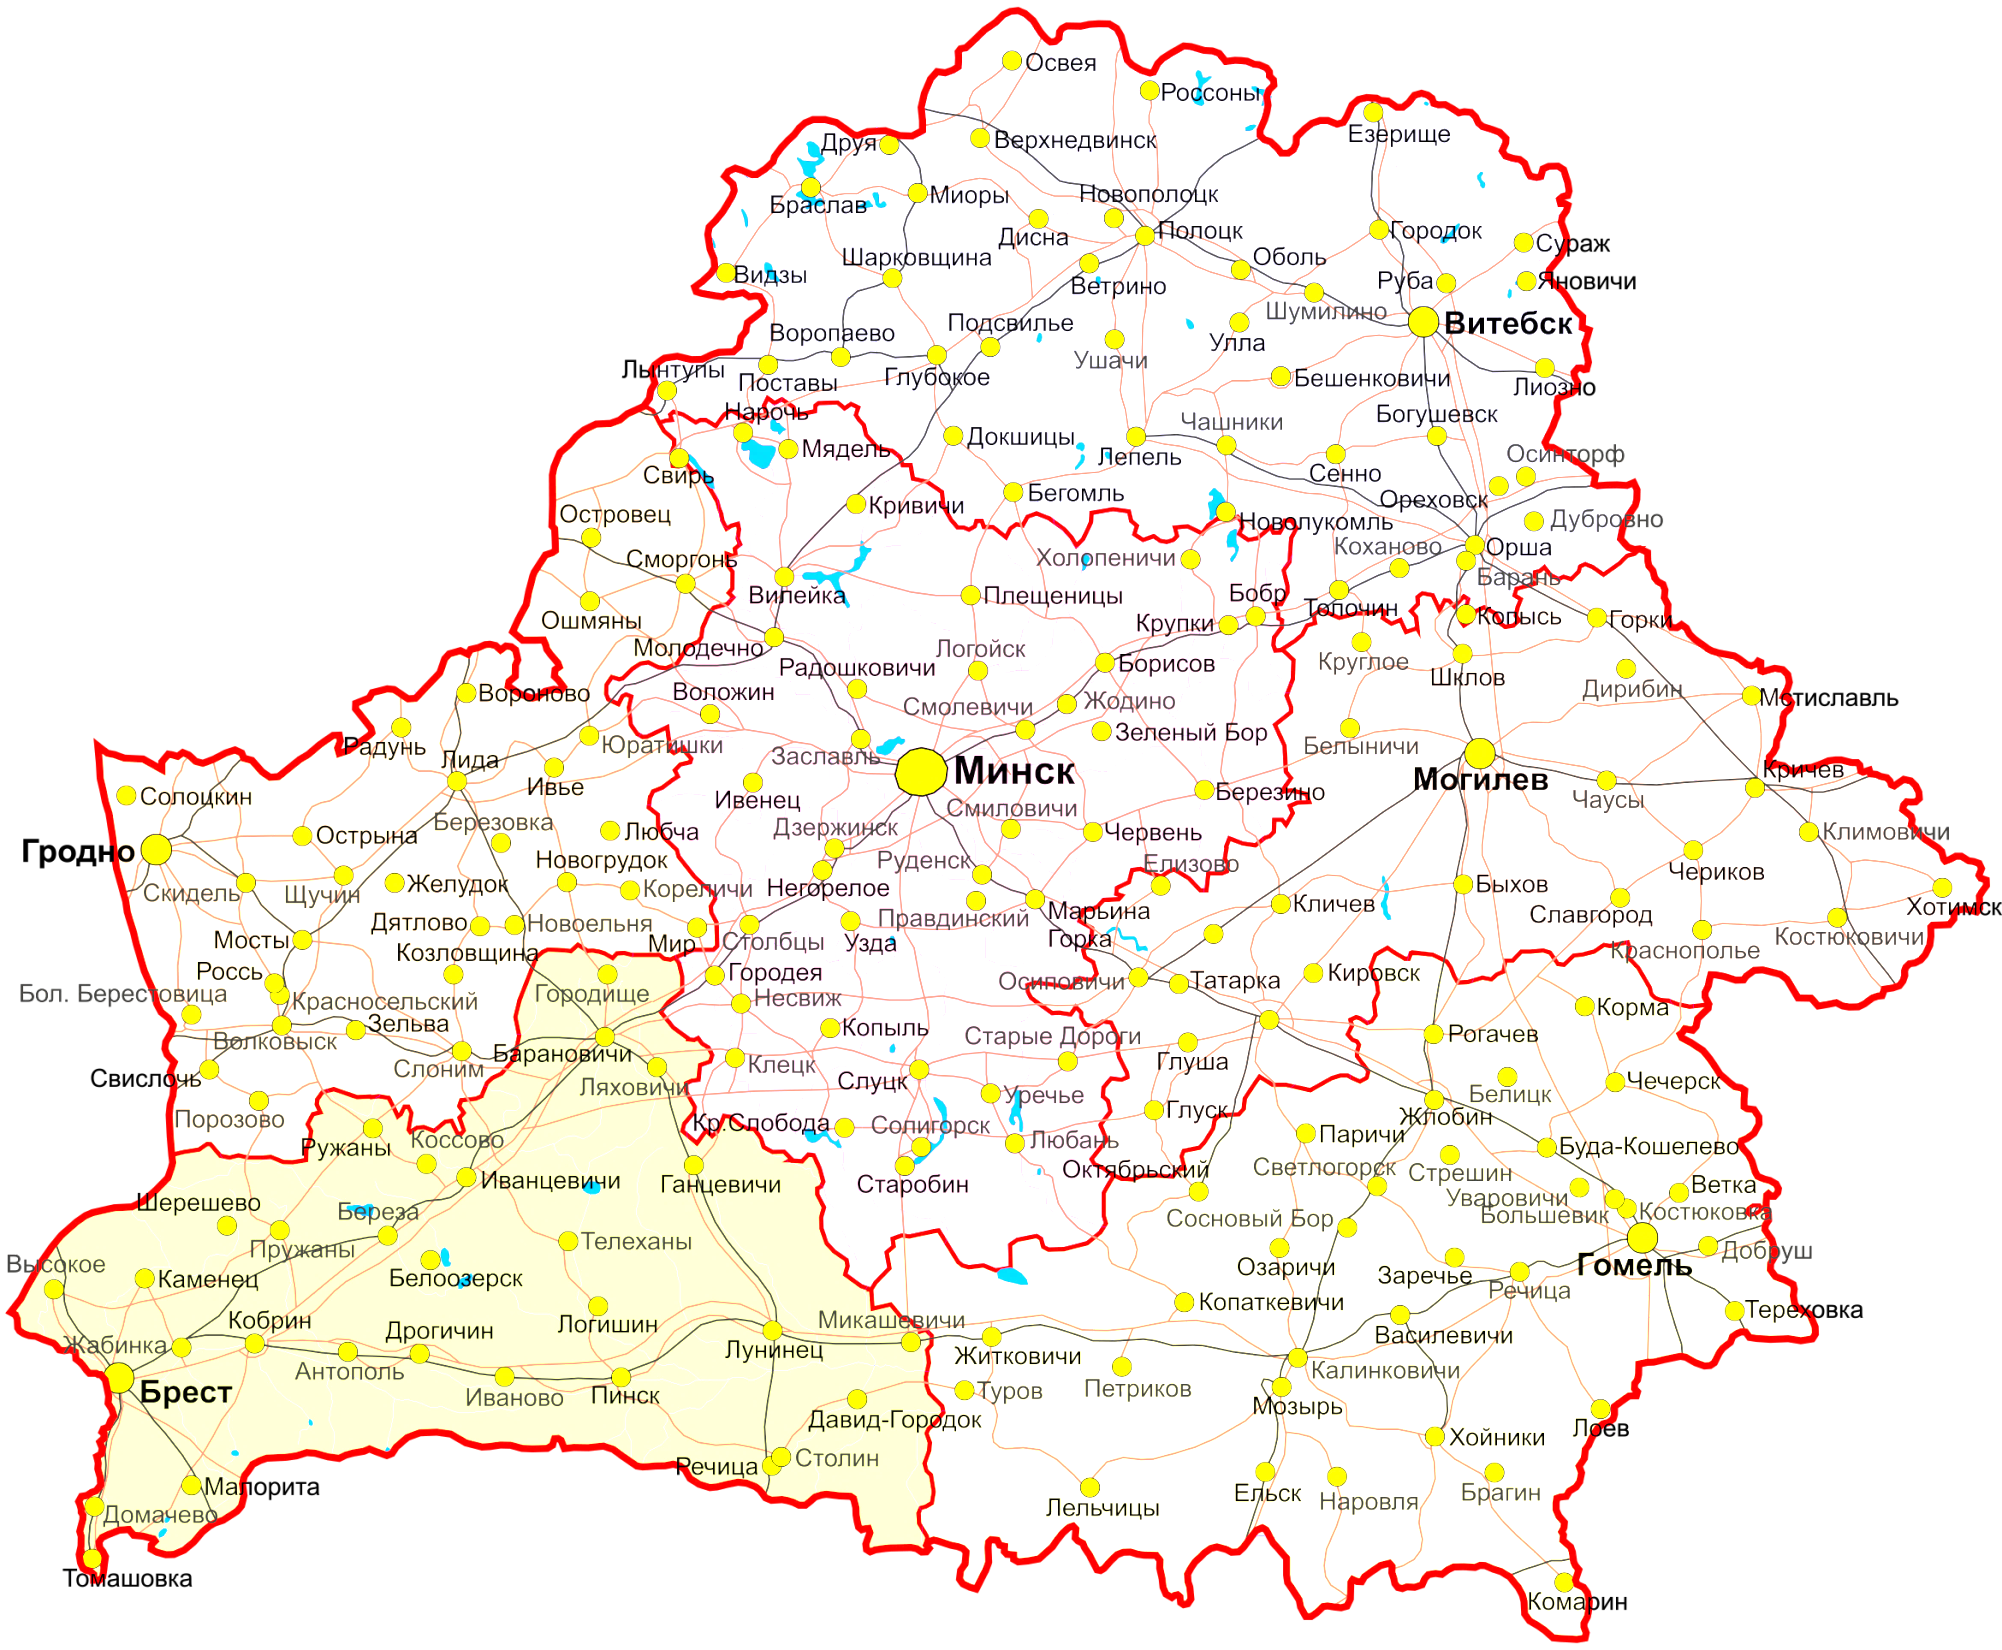 Освея
Россоны
Езерище
Друя
Верхнедвинск
Браслав
Миоры
Новополоцк
Дисна
Полоцк
Городок
Сураж
Шарковщина
Оболь
Видзы
Ветрино
Руба
Яновичи
Шумилино
Витебск
Воропаево
Подсвилье
Улла
Ушачи
Лынтупы
Поставы
Глубокое
Бешенковичи
Лиозно
Нарочь
Богушевск
Чашники
Докшицы
Мядель
Лепель
Осинторф
Свирь
Сенно
Бегомль
Ореховск
Кривичи
Островец
Новолукомль
Дубровно
Коханово
Орша
Сморгонь
Холопеничи
Барань
Вилейка
Плещеницы
Бобр
Топочин
Ошмяны
Крупки
Копысь
Горки
Молодечно
Логойск
Радошковичи
Борисов
Круглое
Шклов
Дирибин
Вороново
Воложин
Смолевичи
Жодино
Мстиславль
Зеленый Бор
Радунь
Юратишки
Белыничи
Лида
Заславль
Минск
Кричев
Могилев
Ивье
Солоцкин
Ивенец
Березино
Чаусы
Смиловичи
Березовка
Дзержинск
Острына
Любча
Червень
Климовичи
Гродно
Новогрудок
Руденск
Елизово
Чериков
Скидель
Щучин
Желудок
Кореличи
Негорелое
Быхов
Кличев
Хотимск
Дятлово
Новоельня
Правдинский
Марьина
Горка
Славгород
Мосты
Мир
Столбцы
Узда
Костюковичи
Козловщина
Краснополье
Россь
Городея
Кировск
Осиповичи
Татарка
Бол. Берестовица
Красносельский
Городище
Несвиж
Корма
Зельва
Копыль
Волковыск
Старые Дороги
Рогачев
Барановичи
Глуша
Слоним
Клецк
Свислочь
Слуцк
Ляховичи
Чечерск
Белицк
Уречье
Порозово
Глуск
Жлобин
Кр.Слобода
Солигорск
Паричи
Коссово
Любань
Ружаны
Буда-Кошелево
Светлогорск
Октябрьский
Стрешин
Иванцевичи
Ганцевичи
Старобин
Ветка
Уваровичи
Шерешево
Береза
Большевик
Костюковка
Сосновый Бор
Пружаны
Телеханы
Добруш
Высокое
Гомель
Озаричи
Каменец
Белоозерск
Заречье
Речица
Копаткевичи
Тереховка
Кобрин
Микашевичи
Логишин
Дрогичин
Василевичи
Жабинка
Лунинец
Житковичи
Антополь
Калинковичи
Брест
Иваново
Пинск
Туров
Петриков
Мозырь
Давид-Городок
Лоев
Хойники
Столин
Речица
Малорита
Ельск
Наровля
Брагин
Лельчицы
Домачево
Томашовка
Комарин